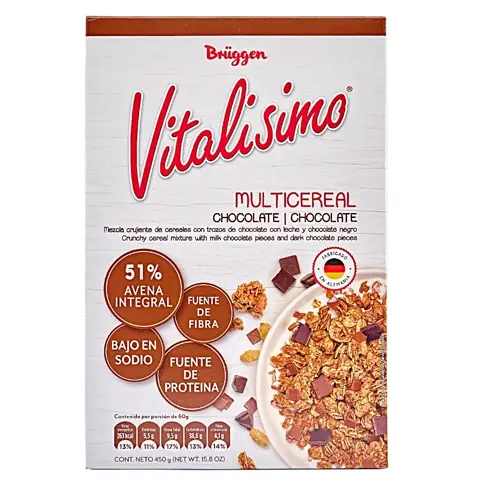 Brüggen
Vitalisimo®
MULTICEREAL
CHOCOLATE | CHOCOLATE
Mezcla crujiente de cereales con trozos de chocolate con leche y chocolate negro
Crunchy cereal mixture with milk chocolate pieces and dark chocolate pieces
FABRICADO
EN ALEMANIA
51%
AVENA
INTEGRAL
FUENTE
DE
FIBRA
BAJO EN
SODIO
FUENTE
DE
PROTEINA
Contenido por porción de 60g
263 kcal 5,5 g 9,5 g 38,8 g 4,1 g
13% 11% 17% 13% 14%
CONT. NETO 450 g (NET WT. 15.8 OZ)